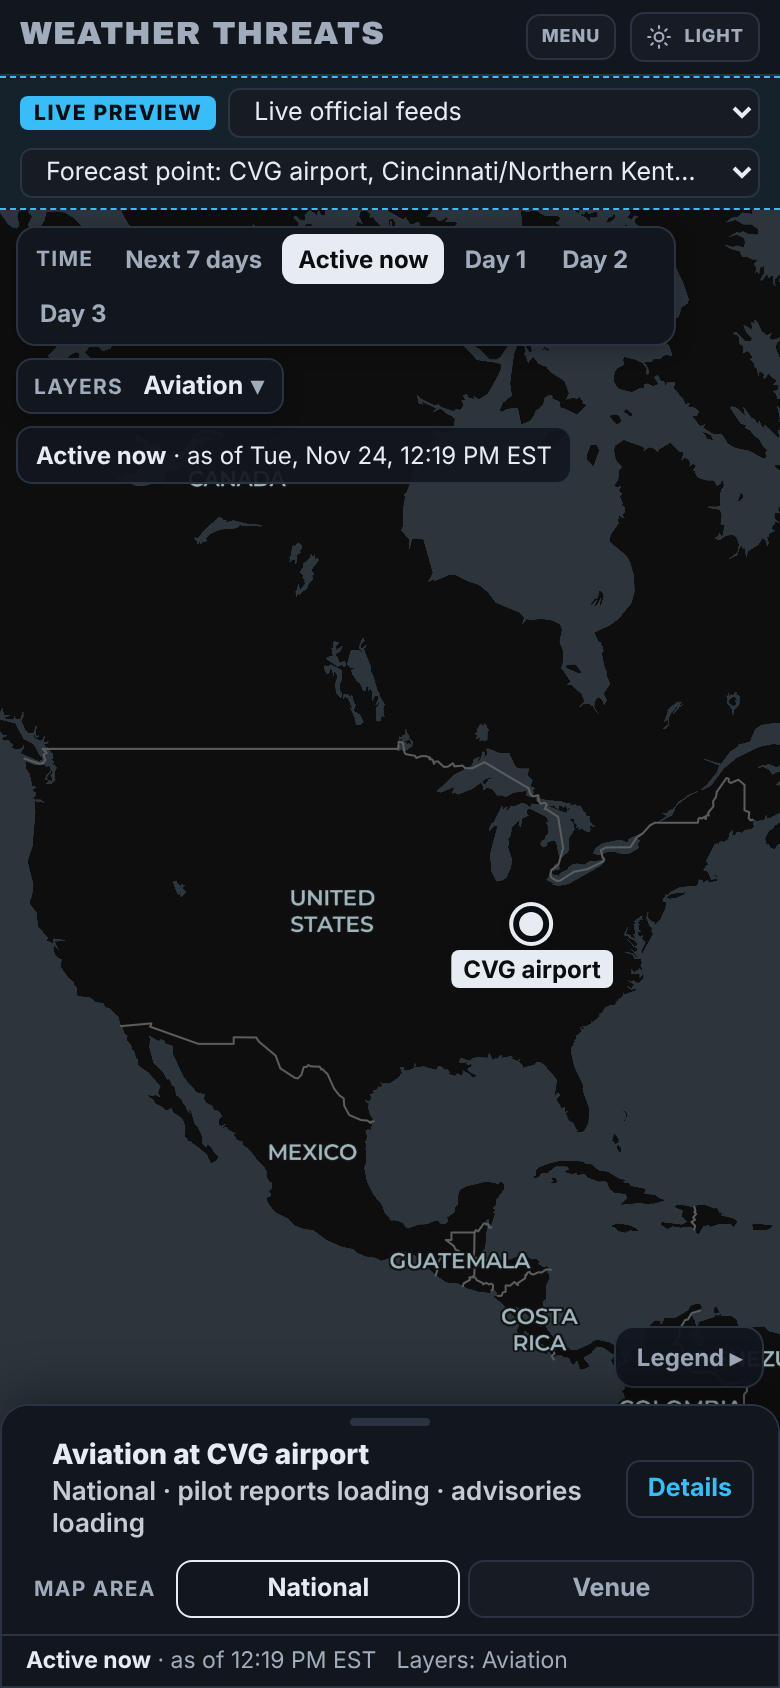 WEATHER THREATS
MENU
LIGHT
LIVE PREVIEW
Live official feeds
Forecast point: CVG airport, Cincinnati/Northern Kent...
TIME
Next 7 days
Active now
Day 1
Day 2
Day 3
LAYERS
Aviation ▾
Active now · as of Tue, Nov 24, 12:19 PM EST
CANADA
UNITED
STATES
CVG airport
MEXICO
GUATEMALA
COSTA
RICA
Legend ▸
COLOMBIA
Aviation at CVG airport
National · pilot reports loading · advisories
loading
Details
MAP AREA
National
Venue
Active now · as of 12:19 PM EST
Layers: Aviation